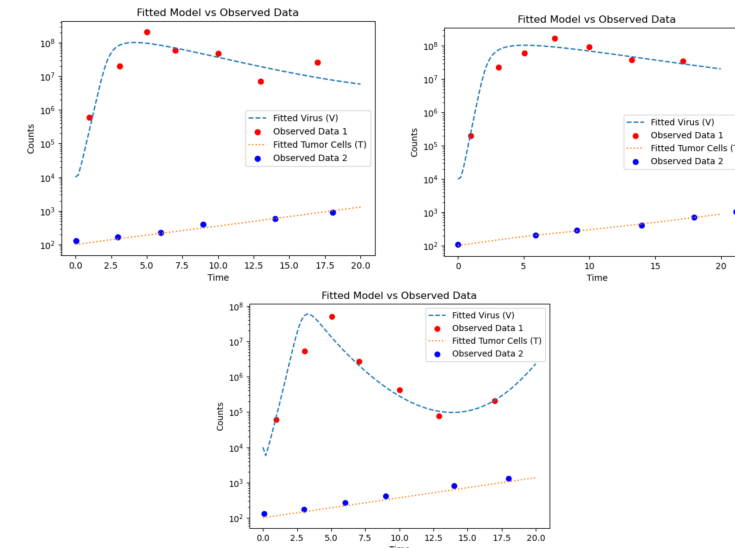 Fitted Model vs Observed Data
10⁸
10⁷
10⁶
10⁵
10⁴
10³
10²
Counts
Fitted Virus (V)
Observed Data 1
Fitted Tumor Cells (T)
Observed Data 2
0.0 2.5 5.0 7.5 10.0 12.5 15.0 17.5 20.0
Time
Fitted Model vs Observed Data
10⁸
10⁷
10⁶
10⁵
10⁴
10³
10²
Counts
Fitted Virus (V)
Observed Data 1
Fitted Tumor Cells (T
Observed Data 2
0 5 10 15 20
Time
Fitted Model vs Observed Data
10⁸
10⁷
10⁶
10⁵
10⁴
10³
10²
Counts
Fitted Virus (V)
Observed Data 1
Fitted Tumor Cells (T)
Observed Data 2
0.0 2.5 5.0 7.5 10.0 12.5 15.0 17.5 20.0
Time